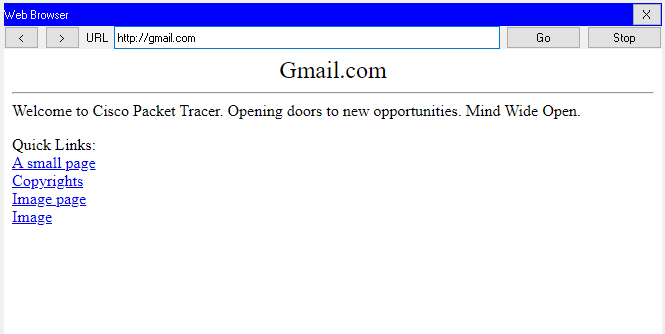 Web Browser X
< > URL http://gmail.com Go Stop
Gmail.com
Welcome to Cisco Packet Tracer. Opening doors to new opportunities. Mind Wide Open.
Quick Links:
A small page
Copyrights
Image page
Image